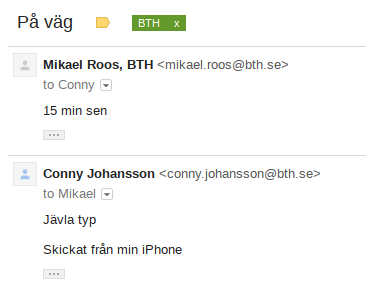 På väg BTH x
Mikael Roos, BTH <mikael.roos@bth.se>
to Conny
15 min sen
Conny Johansson <conny.johansson@bth.se>
to Mikael
Jävla typ
Skickat från min iPhone